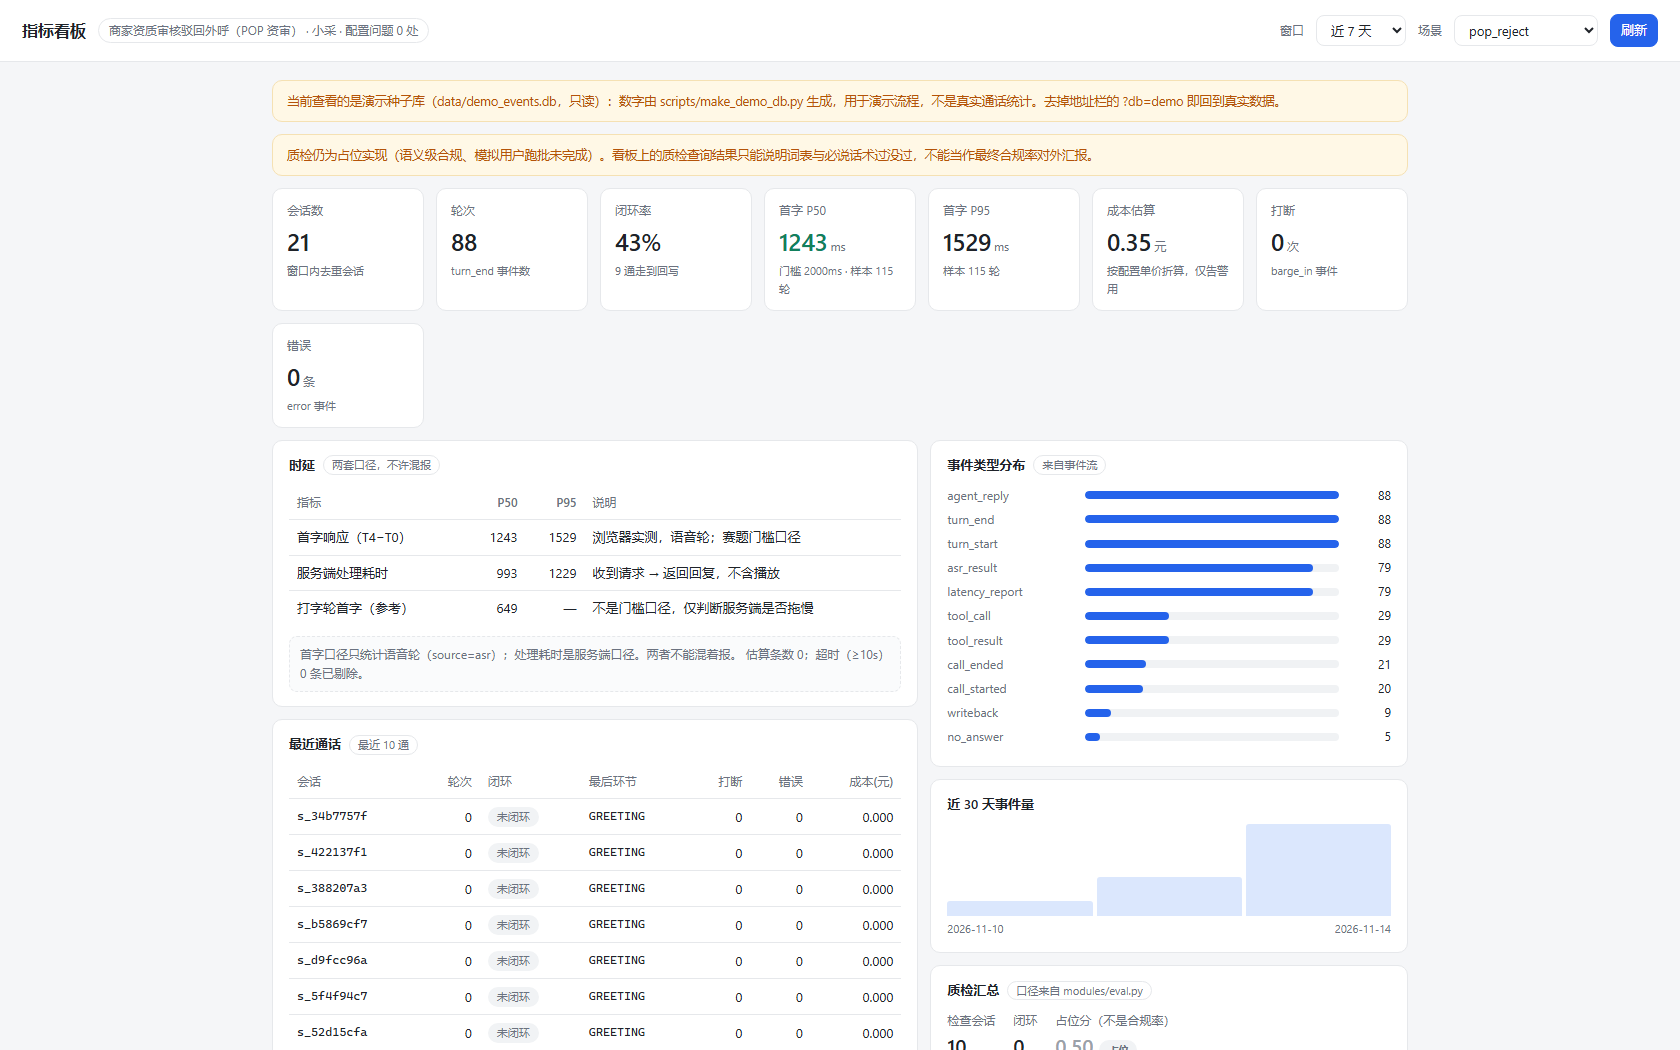 指标看板 商家资质审核驳回外呼（POP 资审） · 小采 · 配置问题 0 处 窗口 近 7 天 场景 pop_reject 刷新
当前查看的是演示种子库（data/demo_events.db，只读）：数字由 scripts/make_demo_db.py 生成，用于演示流程，不是真实通话统计。去掉地址栏的 ?db=demo 即回到真实数据。
质检仍为占位实现（语义级合规、模拟用户跑批未完成）。看板上的质检查询结果只能说明词表与必说话术过没过，不能当作最终合规率对外汇报。
会话数
21
窗口内去重会话
轮次
88
turn_end 事件数
闭环率
43%
9 通走到回写
首字 P50
1243 ms
门槛 2000ms · 样本 115
轮
首字 P95
1529 ms
样本 115 轮
成本估算
0.35 元
按配置单价折算，仅告警
用
打断
0 次
barge_in 事件
错误
0 条
error 事件
时延 两套口径，不许混报
指标 P50 P95 说明
首字响应（T4−T0） 1243 1529 浏览器实测，语音轮；赛题门槛口径
服务端处理耗时 993 1229 收到请求 → 返回回复，不含播放
打字轮首字（参考） 649 — 不是门槛口径，仅判断服务端是否拖慢
首字口径只统计语音轮（source=asr）；处理耗时是服务端口径。两者不能混着报。 估算条数 0；超时（≥10s）
0 条已剔除。
最近通话 最近 10 通
会话 轮次 闭环 最后环节 打断 错误 成本(元)
s_34b7757f 0 未闭环 GREETING 0 0 0.000
s_422137f1 0 未闭环 GREETING 0 0 0.000
s_388207a3 0 未闭环 GREETING 0 0 0.000
s_b5869cf7 0 未闭环 GREETING 0 0 0.000
s_d9fcc96a 0 未闭环 GREETING 0 0 0.000
s_5f4f94c7 0 未闭环 GREETING 0 0 0.000
s_52d15cfa 0 未闭环 GREETING 0 0 0.000
事件类型分布 来自事件流
agent_reply 88
turn_end 88
turn_start 88
asr_result 79
latency_report 79
tool_call 29
tool_result 29
call_ended 21
call_started 20
writeback 9
no_answer 5
近 30 天事件量
2026-11-10 2026-11-14
质检汇总 口径来自 modules/eval.py
检查会话 闭环 占位分（不是合规率）
10 0 0.50 占位